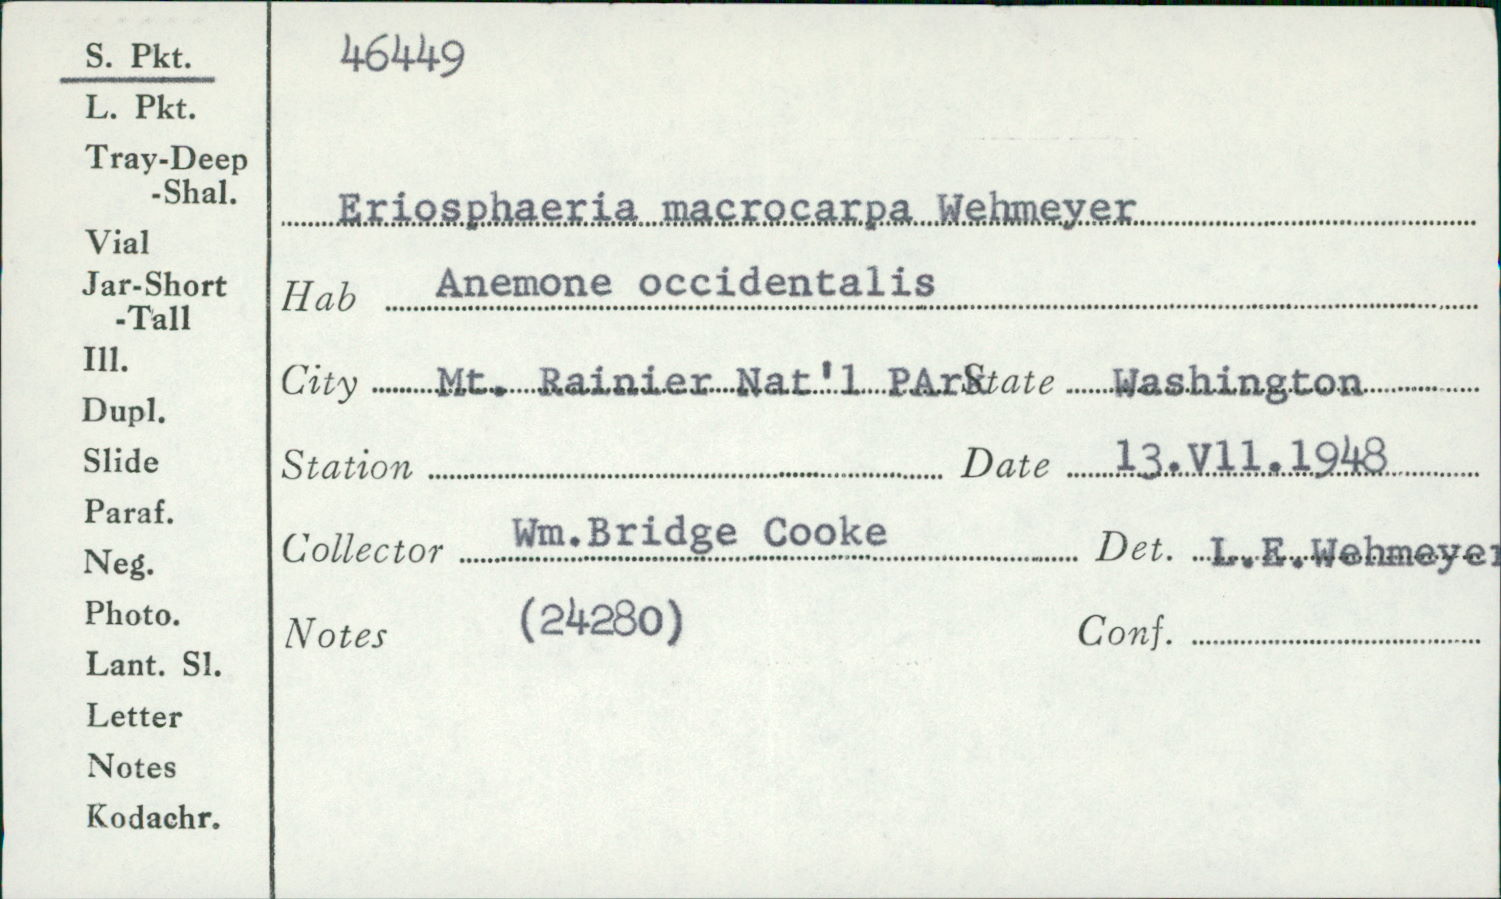 S. Pkt.
L. Pkt.
Tray-Deep
-Shal.
Vial
Jar-Short
-Tall
Ill.
Dupl.
Slide
Paraf.
Neg.
Photo.
Lant. Sl.
Letter
Notes
Kodachr.
46449
Eriosphaeria macrocarpa Wehmeyer
Hab Anemone occidentalis
City Mt. Rainier Nat'l PArk State Washington
Station Date 13.Vll.1948
Collector Wm.Bridge Cooke Det. L.E.Wehmeyer
Notes (24280) Conf.